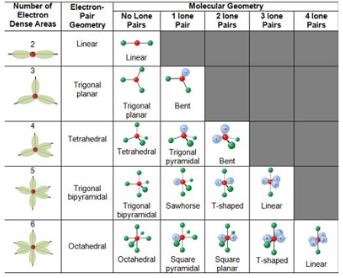 Number of Electron Dense Areas
Electron-Pair Geometry
Molecular Geometry
No Lone Pairs
1 lone Pair
2 lone Pairs
3 lone Pairs
4 lone Pairs
2
Linear
Linear
3
Trigonal planar
Trigonal planar
Bent
4
Tetrahedral
Tetrahedral
Trigonal pyramidal
Bent
5
Trigonal bipyramidal
Trigonal bipyramidal
Sawhorse
T-shaped
Linear
6
Octahedral
Octahedral
Square pyramidal
Square planar
T-shaped
Linear